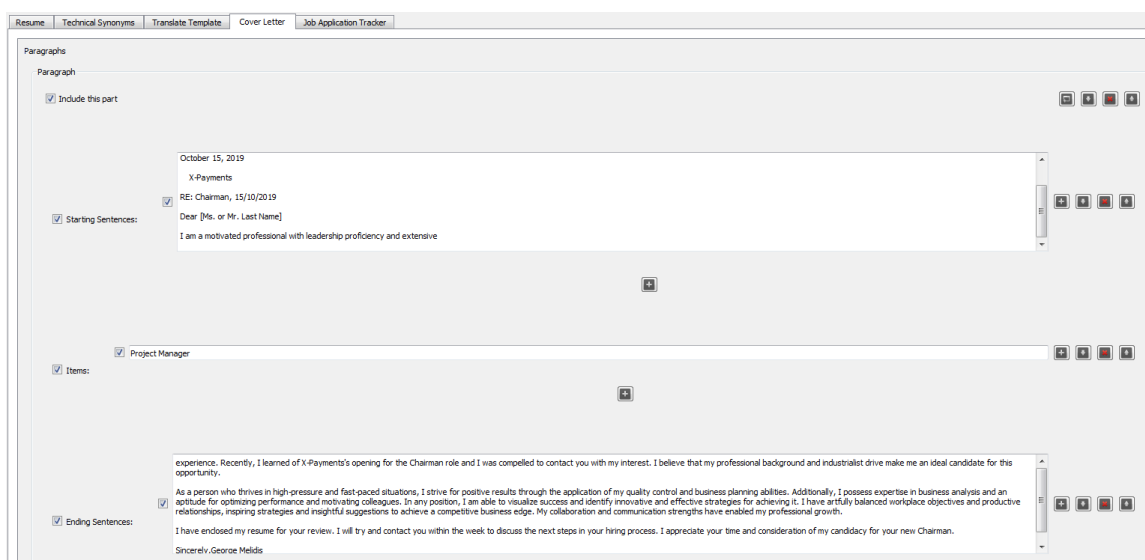 Resume Technical Synonyms Translate Template Cover Letter Job Application Tracker
Paragraphs
Paragraph
Include this part
October 15, 2019
X-Payments
RE: Chairman, 15/10/2019
Dear [Ms. or Mr. Last Name]
I am a motivated professional with leadership proficiency and extensive
Starting Sentences:
Project Manager
Items:
experience. Recently, I learned of X-Payments's opening for the Chairman role and I was compelled to contact you with my interest. I believe that my professional background and industrialist drive make me an ideal candidate for this
opportunity.
As a person who thrives in high-pressure and fast-paced situations, I strive for positive results through the application of my quality control and business planning abilities. Additionally, I possess expertise in business analysis and an
aptitude for optimizing performance and motivating colleagues. In any position, I am able to visualize success and identify innovative and effective strategies for achieving it. I have artfully balanced workplace objectives and productive
relationships, inspiring strategies and insightful suggestions to achieve a competitive business edge. My collaboration and communication strengths have enabled my professional growth.
I have enclosed my resume for your review. I will try and contact you within the week to discuss the next steps in your hiring process. I appreciate your time and consideration of my candidacy for your new Chairman.
Sincerely,George Melidis
Ending Sentences: